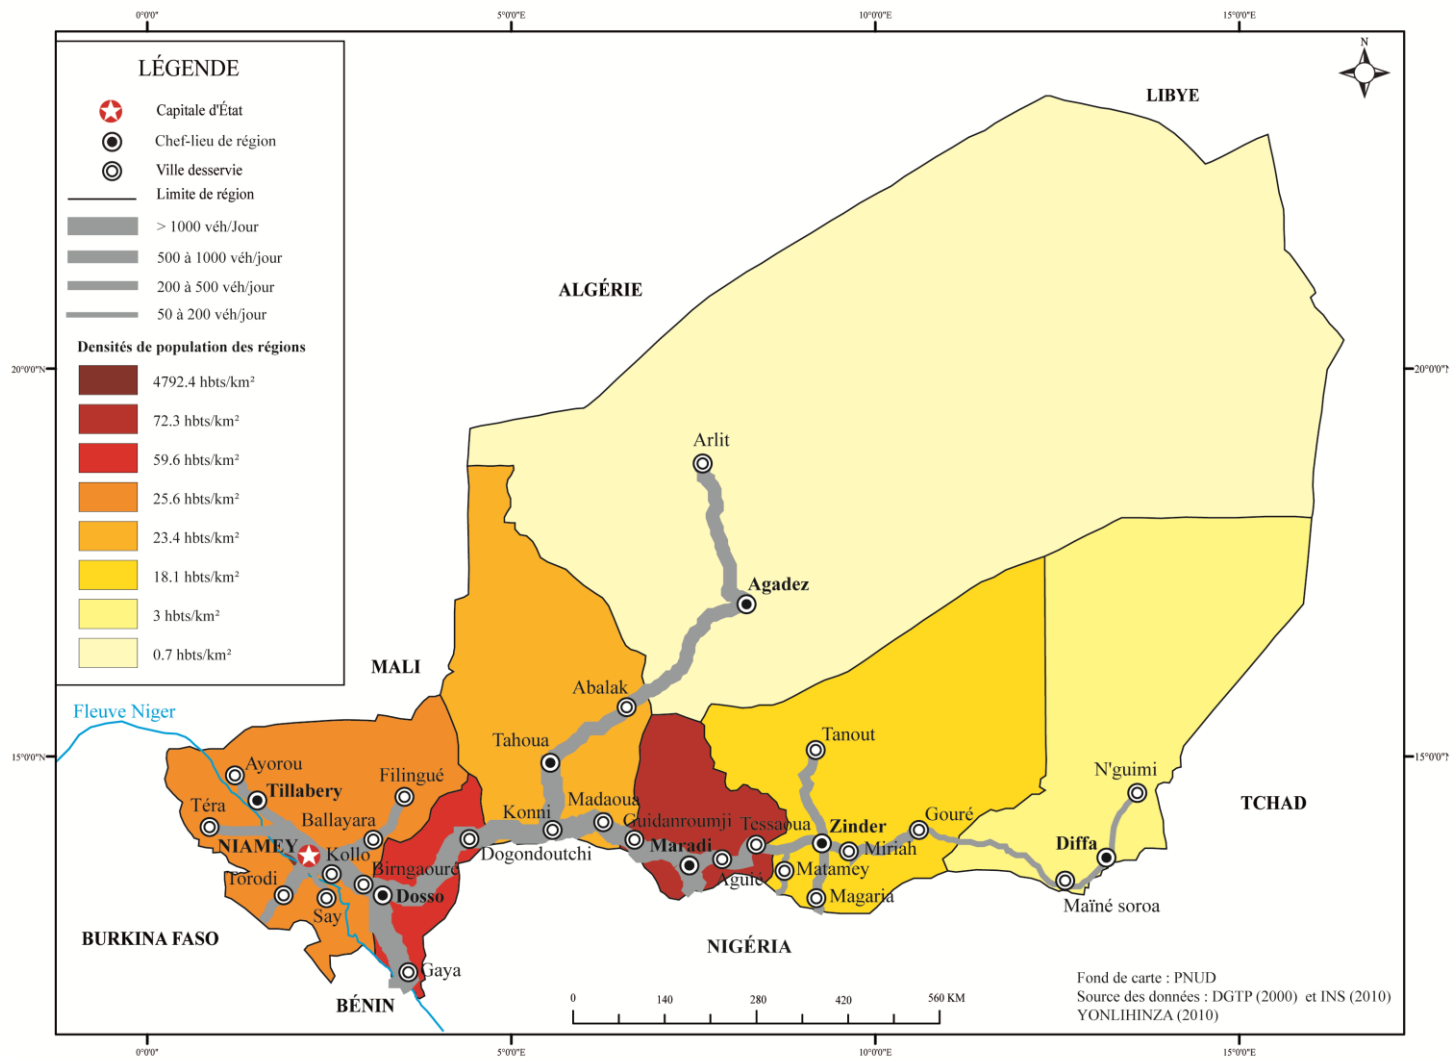 0°0'0"
5°0'0"E
10°0'0"E
15°0'0"E
N
LÉGENDE
Capitale d'État
Chef-lieu de région
Ville desservie
Limite de région
> 1000 véh/Jour
500 à 1000 véh/jour
200 à 500 véh/jour
50 à 200 véh/jour
Densités de population des régions
4792.4 hbts/km²
72.3 hbts/km²
59.6 hbts/km²
25.6 hbts/km²
23.4 hbts/km²
18.1 hbts/km²
3 hbts/km²
0.7 hbts/km²
LIBYE
ALGÉRIE
20°0'0"N
20°0'0"N
Arlit
Agadez
MALI
Abalak
Fleuve Niger
Tahoua
Tanout
15°0'0"N
15°0'0"N
Ayorou
Filingué
N'guimi
Tillabery
Téra
Ballayara
Konni
Madaoua
Guidanroumji
Tessaoua
Zinder
Gouré
TCHAD
NIAMEY
Kollo
Birngaouré
Dogondoutchi
Maradi
Aguié
Miriah
Diffa
Torodi
Say
Dosso
Matamey
Magaria
Maïné soroa
BURKINA FASO
NIGÉRIA
Gaya
BÉNIN
0
140
280
420
560 KM
Fond de carte : PNUD
Source des données : DGTP (2000) et INS (2010)
YONLIHINZA (2010)
0°0'0"
5°0'0"E
10°0'0"E
15°0'0"E